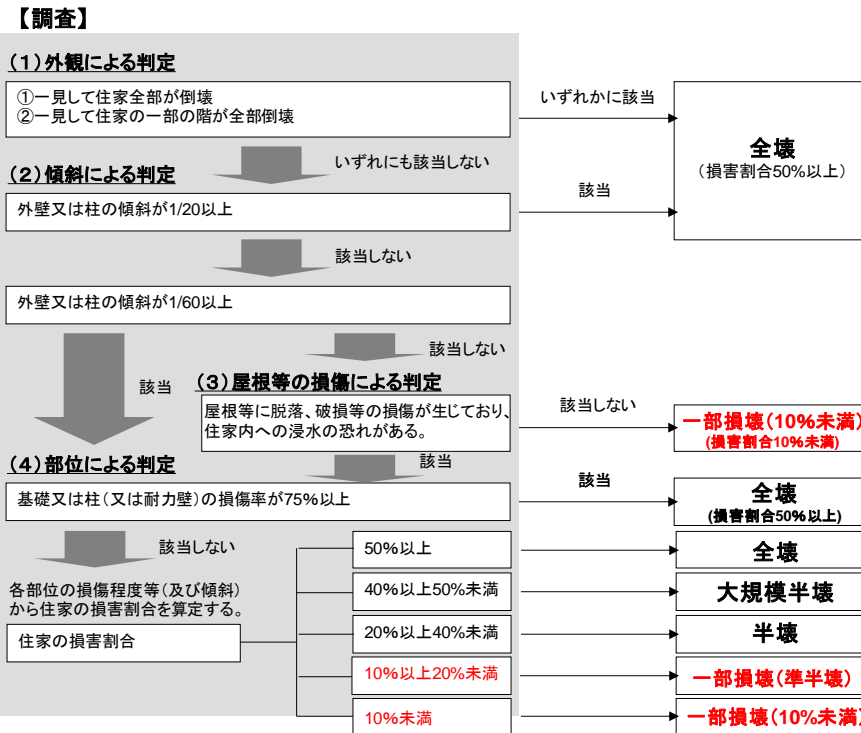 【調査】
(1)外観による判定
①一見して住家全部が倒壊
②一見して住家の一部の階が全部倒壊
いずれかに該当
全壊
(損害割合50%以上)
いずれにも該当しない
(2)傾斜による判定
外壁又は柱の傾斜が1/20以上
該当
該当しない
外壁又は柱の傾斜が1/60以上
該当しない
該当
(3)屋根等の損傷による判定
屋根等に脱落、破損等の損傷が生じており、
住家内への浸水の恐れがある。
該当しない
一部損壊(10%未満)
(損害割合10%未満)
該当
(4)部位による判定
基礎又は柱(又は耐力壁)の損傷率が75%以上
該当
全壊
(損害割合50%以上)
該当しない
各部位の損傷程度等(及び傾斜)
から住家の損害割合を算定する。
住家の損害割合
50%以上
全壊
40%以上50%未満
大規模半壊
20%以上40%未満
半壊
10%以上20%未満
一部損壊(準半壊)
10%未満
一部損壊(10%未満)